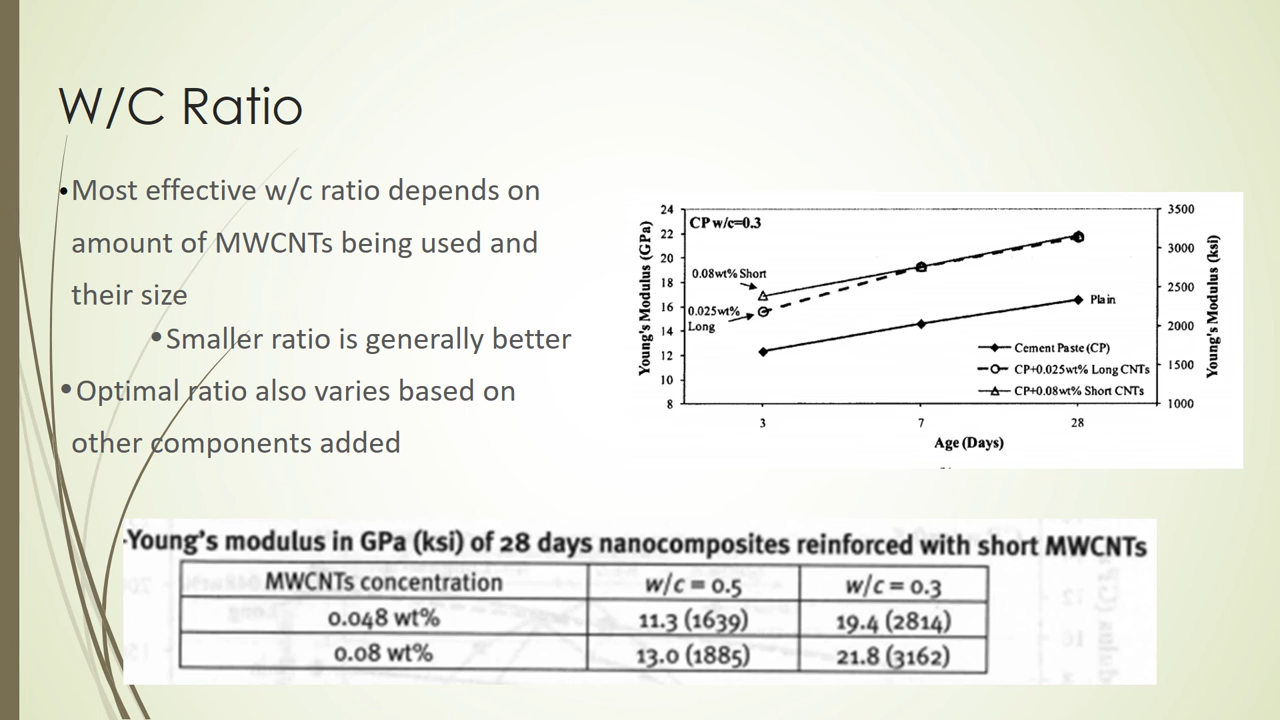 W/C Ratio
•Most effective w/c ratio depends on
amount of MWCNTs being used and
their size
•Smaller ratio is generally better
•Optimal ratio also varies based on
other components added
CP w/c=0.3
Young's Modulus (GPa)
24
22
20
18
16
14
12
10
8
0.08wt% Short
0.025wt%
Long
Plain
Cement Paste (CP)
CP+0.025wt% Long CNTs
CP+0.08wt% Short CNTs
3 7 28
Age (Days)
3500
3000
2500
2000
1500
1000
Young's Modulus (ksi)
Young's modulus in GPa (ksi) of 28 days nanocomposites reinforced with short MWCNTs
MWCNTs concentration w/c = 0.5 w/c = 0.3
0.048 wt% 11.3 (1639) 19.4 (2814)
0.08 wt% 13.0 (1885) 21.8 (3162)